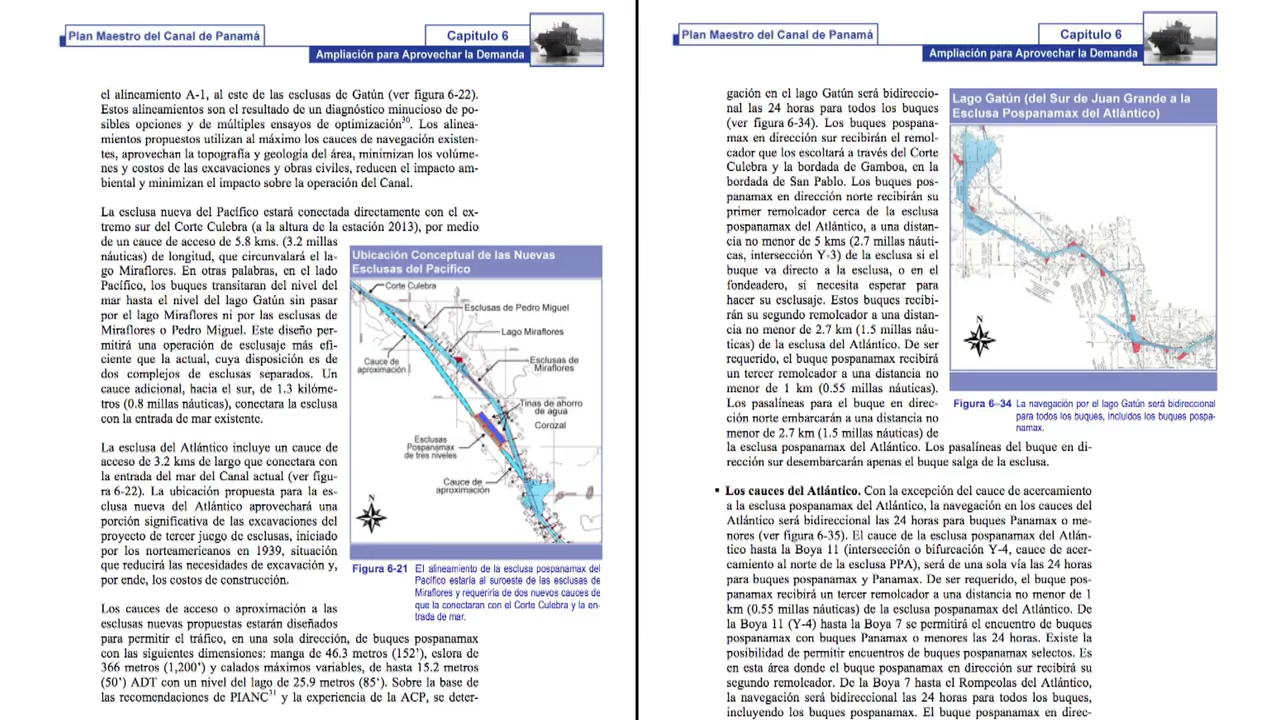 Plan Maestro del Canal de Panamá
Capítulo 6
Ampliación para Aprovechar la Demanda
el alineamiento A-1, al este de las esclusas de Gatún (ver figura 6-22).
Estos alineamientos son el resultado de un diagnóstico minucioso de po-
sibles opciones y de múltiples ensayos de optimización30. Los alinea-
mientos propuestos utilizan al máximo los cauces de navegación existen-
tes, aprovechan la topografía y geología del área, minimizan los volúme-
nes y costos de las excavaciones y obras civiles, reducen el impacto am-
biental y minimizan el impacto sobre la operación del Canal.
La esclusa nueva del Pacífico estará conectada directamente con el ex-
tremo sur del Corte Culebra (a la altura de la estación 2013), por medio
de un cauce de acceso de 5.8 kms. (3.2 millas
náuticas) de longitud, que circunvalará el la-
go Miraflores. En otras palabras, en el lado
Pacífico, los buques transitaran del nivel del
mar hasta el nivel del lago Gatún sin pasar
por el lago Miraflores ni por las esclusas de
Miraflores o Pedro Miguel. Este diseño per-
mitirá una operación de esclusaje más efi-
ciente que la actual, cuya disposición es de
dos complejos de esclusas separados. Un
cauce adicional, hacia el sur, de 1.3 kilóme-
tros (0.8 millas náuticas), conectara la esclusa
con la entrada de mar existente.
La esclusa del Atlántico incluye un cauce de
acceso de 3.2 kms de largo que conectara con
la entrada del mar del Canal actual (ver figu-
ra 6-22). La ubicación propuesta para la es-
clusa nueva del Atlántico aprovechará una
porción significativa de las excavaciones del
proyecto de tercer juego de esclusas, iniciado
por los norteamericanos en 1939, situación
que reducirá las necesidades de excavación y,
por ende, los costos de construcción.
Los cauces de acceso o aproximación a las
esclusas nuevas propuestas estarán diseñados
para permitir el tráfico, en una sola dirección, de buques pospanamax
con las siguientes dimensiones: manga de 46.3 metros (152’), eslora de
366 metros (1,200’) y calados máximos variables, de hasta 15.2 metros
(50’) ADT con un nivel del lago de 25.9 metros (85‘). Sobre la base de
las recomendaciones de PIANC31 y la experiencia de la ACP, se deter-
Ubicación Conceptual de las Nuevas
Esclusas del Pacífico
Corte Culebra
Esclusas de Pedro Miguel
Lago Miraflores
Cauce de
aproximación
Esclusas de
Miraflores
Tinas de ahorro
de agua
Corozal
Esclusas
Pospanamax
de tres niveles
Cauce de
aproximación
N
Figura 6-21 El alineamiento de la esclusa pospanamax del
Pacífico estaría al suroeste de las esclusas de
Miraflores y requeriría de dos nuevos cauces de
que la conectaran con el Corte Culebra y la en-
trada de mar.
Plan Maestro del Canal de Panamá
Capítulo 6
Ampliación para Aprovechar la Demanda
gación en el lago Gatún será bidireccio-
nal las 24 horas para todos los buques
(ver figura 6-34). Los buques pospana-
max en dirección sur recibirán el remol-
cador que los escoltará a través del Corte
Culebra y la bordada de Gamboa, en la
bordada de San Pablo. Los buques pos-
panamax en dirección norte recibirán su
primer remolcador cerca de la esclusa
pospanamax del Atlántico, a una distan-
cia no menor de 5 kms (2.7 millas náuti-
cas, intersección Y-3) de la esclusa si el
buque va directo a la esclusa, o en el
fondeadero, si necesita esperar para
hacer su esclusaje. Estos buques recibi-
rán su segundo remolcador a una distan-
cia no menor de 2.7 km (1.5 millas náu-
ticas) de la esclusa del Atlántico. De ser
requerido, el buque pospanamax recibirá
un tercer remolcador a una distancia no
menor de 1 km (0.55 millas náuticas).
Los pasalíneas para el buque en direc-
ción norte embarcarán a una distancia no
menor de 2.7 km (1.5 millas náuticas) de
la esclusa pospanamax del Atlántico. Los pasalíneas del buque en di-
rección sur desembarcarán apenas el buque salga de la esclusa.
Lago Gatún (del Sur de Juan Grande a la
Esclusa Pospanamax del Atlántico)
N
Figura 6–34 La navegación por el lago Gatún será bidireccional
para todos los buques, incluidos los buques pospa-
namax.
▪ Los cauces del Atlántico. Con la excepción del cauce de acercamiento
a la esclusa pospanamax del Atlántico, la navegación en los cauces del
Atlántico será bidireccional las 24 horas para buques Panamax o me-
nores (ver figura 6-35). El cauce de la esclusa pospanamax del Atlán-
tico hasta la Boya 11 (intersección o bifurcación Y-4, cauce de acer-
camiento al norte de la esclusa PPA), será de una sola vía las 24 horas
para buques pospanamax y Panamax. De ser requerido, el buque pos-
panamax recibirá un tercer remolcador a una distancia no menor de 1
km (0.55 millas náuticas) de la esclusa pospanamax del Atlántico. De
la Boya 11 (Y-4) hasta la Boya 7 se permitirá el encuentro de buques
pospanamax con buques Panamax o menores las 24 horas. Existe la
posibilidad de permitir encuentros de buques pospanamax selectos. Es
en esta área donde el buque pospanamax en dirección sur recibirá su
segundo remolcador. De la Boya 7 hasta el Rompeolas del Atlántico,
la navegación será bidireccional las 24 horas para todos los buques,
incluyendo los buques pospanamax. El buque pospanamax en direc-